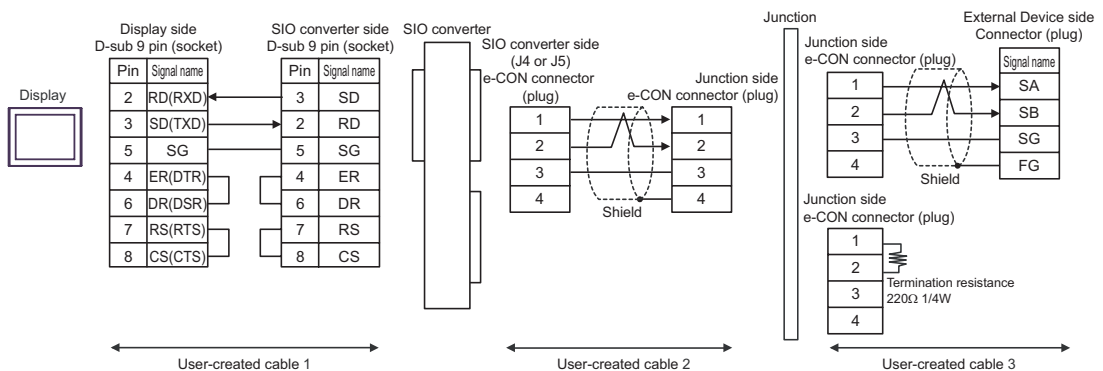 Display
Display side
D-sub 9 pin (socket)
Pin Signal name
2 RD(RXD)
3 SD(TXD)
5 SG
4 ER(DTR)
6 DR(DSR)
7 RS(RTS)
8 CS(CTS)
SIO converter side
D-sub 9 pin (socket)
Pin Signal name
3 SD
2 RD
5 SG
4 ER
6 DR
7 RS
8 CS
User-created cable 1
SIO converter
SIO converter side
(J4 or J5)
e-CON connector
(plug)
1
2
3
4
Shield
Junction side
e-CON connector (plug)
1
2
3
4
User-created cable 2
Junction
Junction side
e-CON connector (plug)
1
2
3
4
Shield
External Device side
Connector (plug)
Signal name
SA
SB
SG
FG
Junction side
e-CON connector (plug)
1
2
3
4
Termination resistance
220Ω 1/4W
User-created cable 3